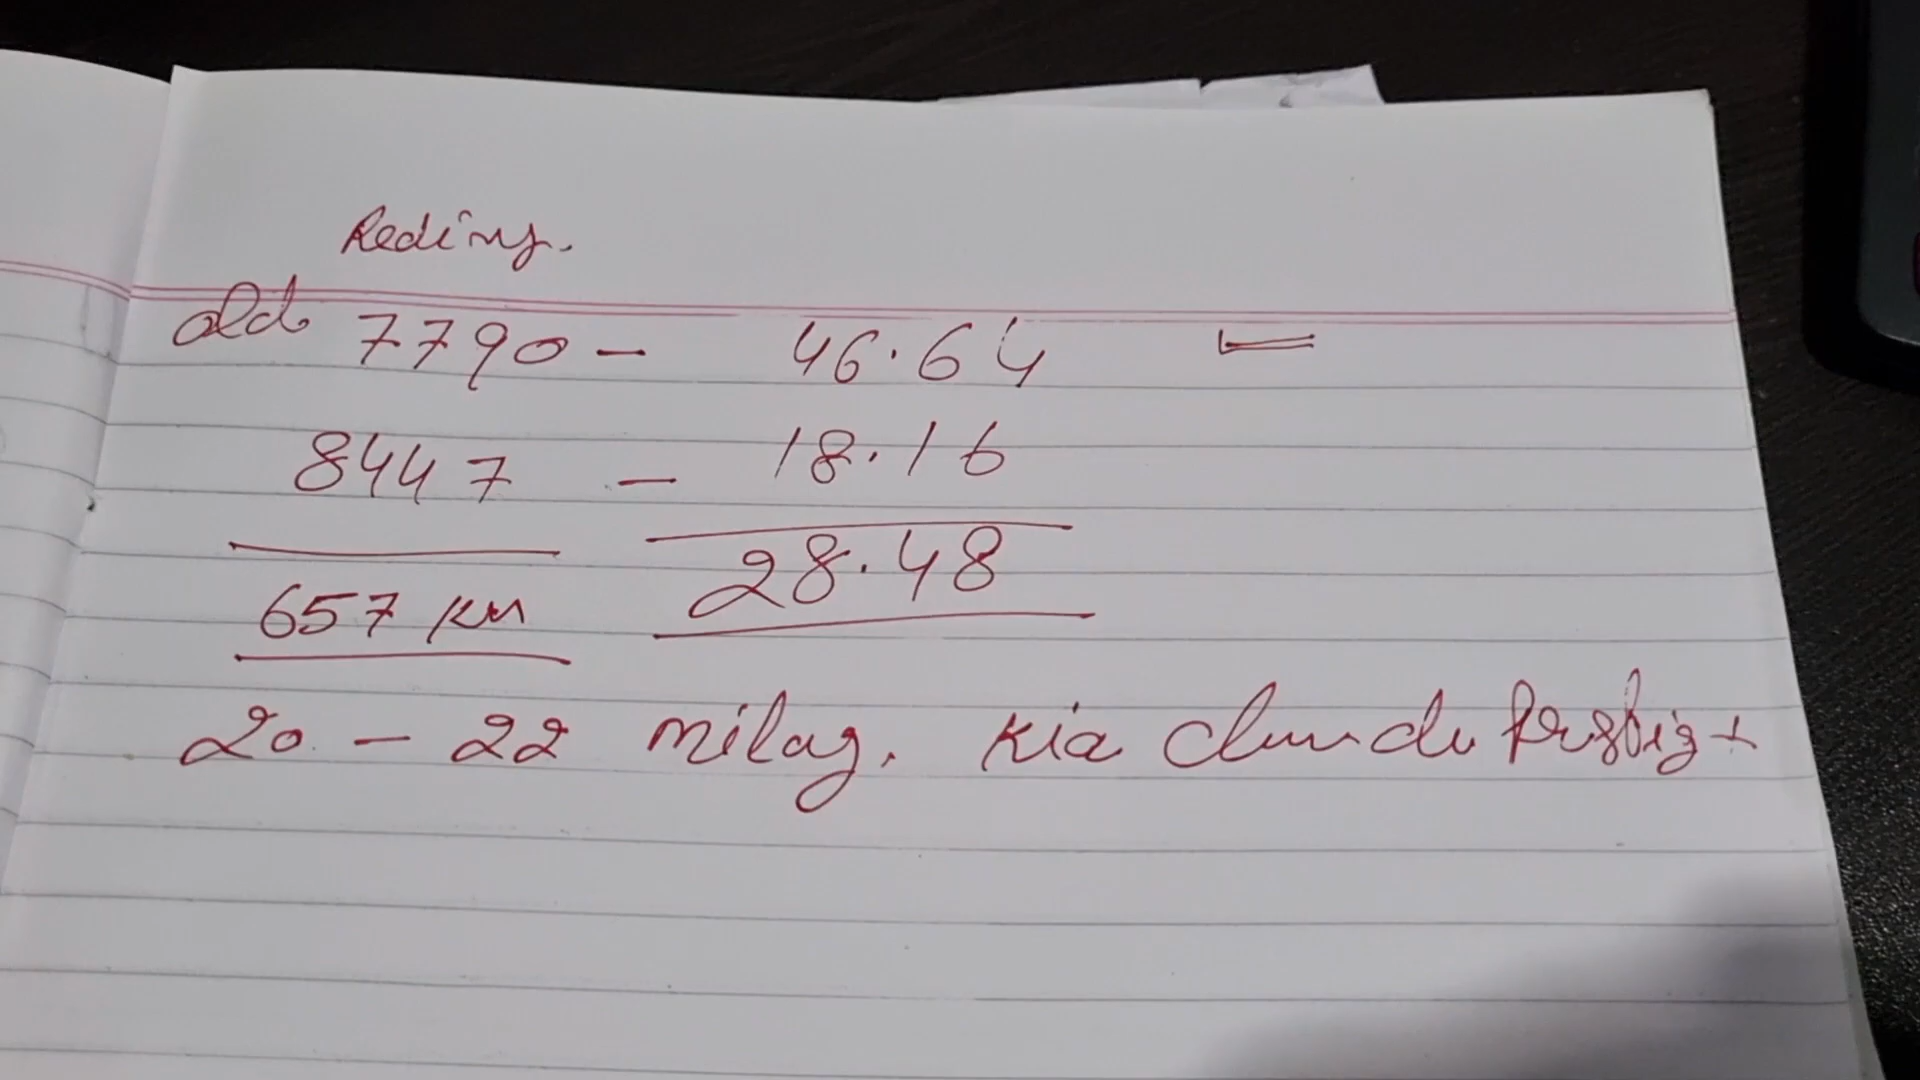 Reding.
old 7790 - 46.64 =
8447 - 18.16
657 km 28.48
20 - 22 milag. Kia